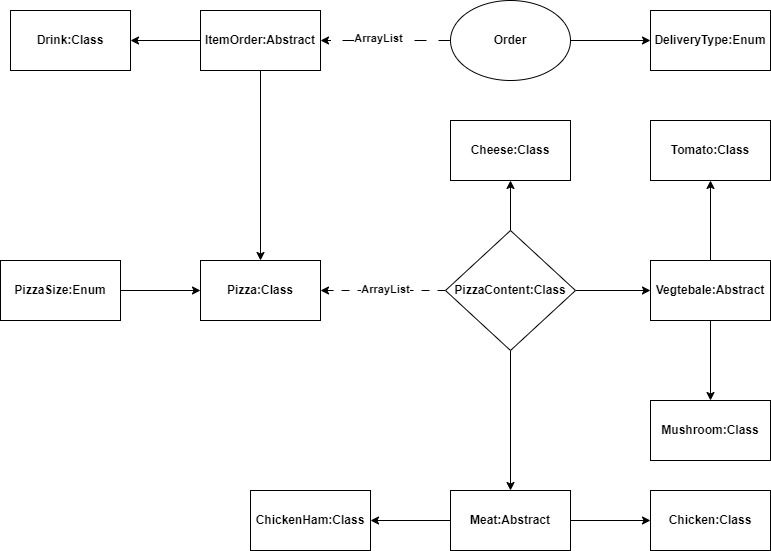 Drink:Class
ItemOrder:Abstract
ArrayList
Order
DeliveryType:Enum
Cheese:Class
Tomato:Class
PizzaSize:Enum
Pizza:Class
-ArrayList-
PizzaContent:Class
Vegtebale:Abstract
Mushroom:Class
ChickenHam:Class
Meat:Abstract
Chicken:Class